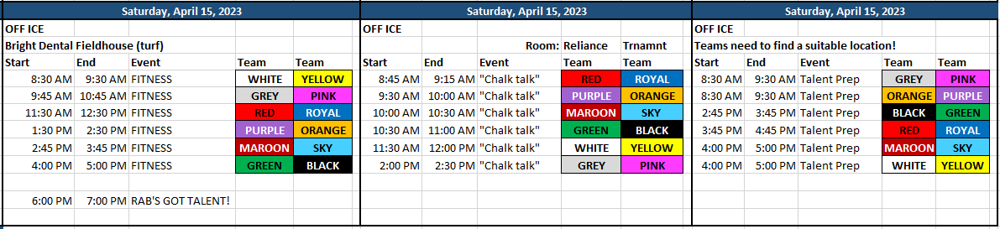 Saturday, April 15, 2023
OFF ICE
Bright Dental Fieldhouse (turf)
Start End Event Team Team
8:30 AM 9:30 AM FITNESS WHITE YELLOW
9:45 AM 10:45 AM FITNESS GREY PINK
11:30 AM 12:30 PM FITNESS RED ROYAL
1:30 PM 2:30 PM FITNESS PURPLE ORANGE
2:45 PM 3:45 PM FITNESS MAROON SKY
4:00 PM 5:00 PM FITNESS GREEN BLACK
6:00 PM 7:00 PM RAB'S GOT TALENT!
Saturday, April 15, 2023
OFF ICE
Room: Reliance Trnamnt
Start End Event Team Team
8:45 AM 9:15 AM "Chalk talk" RED ROYAL
9:30 AM 10:00 AM "Chalk talk" PURPLE ORANGE
10:00 AM 10:30 AM "Chalk talk" MAROON SKY
10:30 AM 11:00 AM "Chalk talk" GREEN BLACK
11:30 AM 12:00 PM "Chalk talk" WHITE YELLOW
2:00 PM 2:30 PM "Chalk talk" GREY PINK
Saturday, April 15, 2023
OFF ICE
Teams need to find a suitable location!
Start End Event Team Team
8:30 AM 9:30 AM Talent Prep GREY PINK
8:30 AM 9:30 AM Talent Prep ORANGE PURPLE
2:45 PM 3:45 PM Talent Prep BLACK GREEN
3:45 PM 4:45 PM Talent Prep RED ROYAL
4:00 PM 5:00 PM Talent Prep MAROON SKY
4:00 PM 5:00 PM Talent Prep WHITE YELLOW